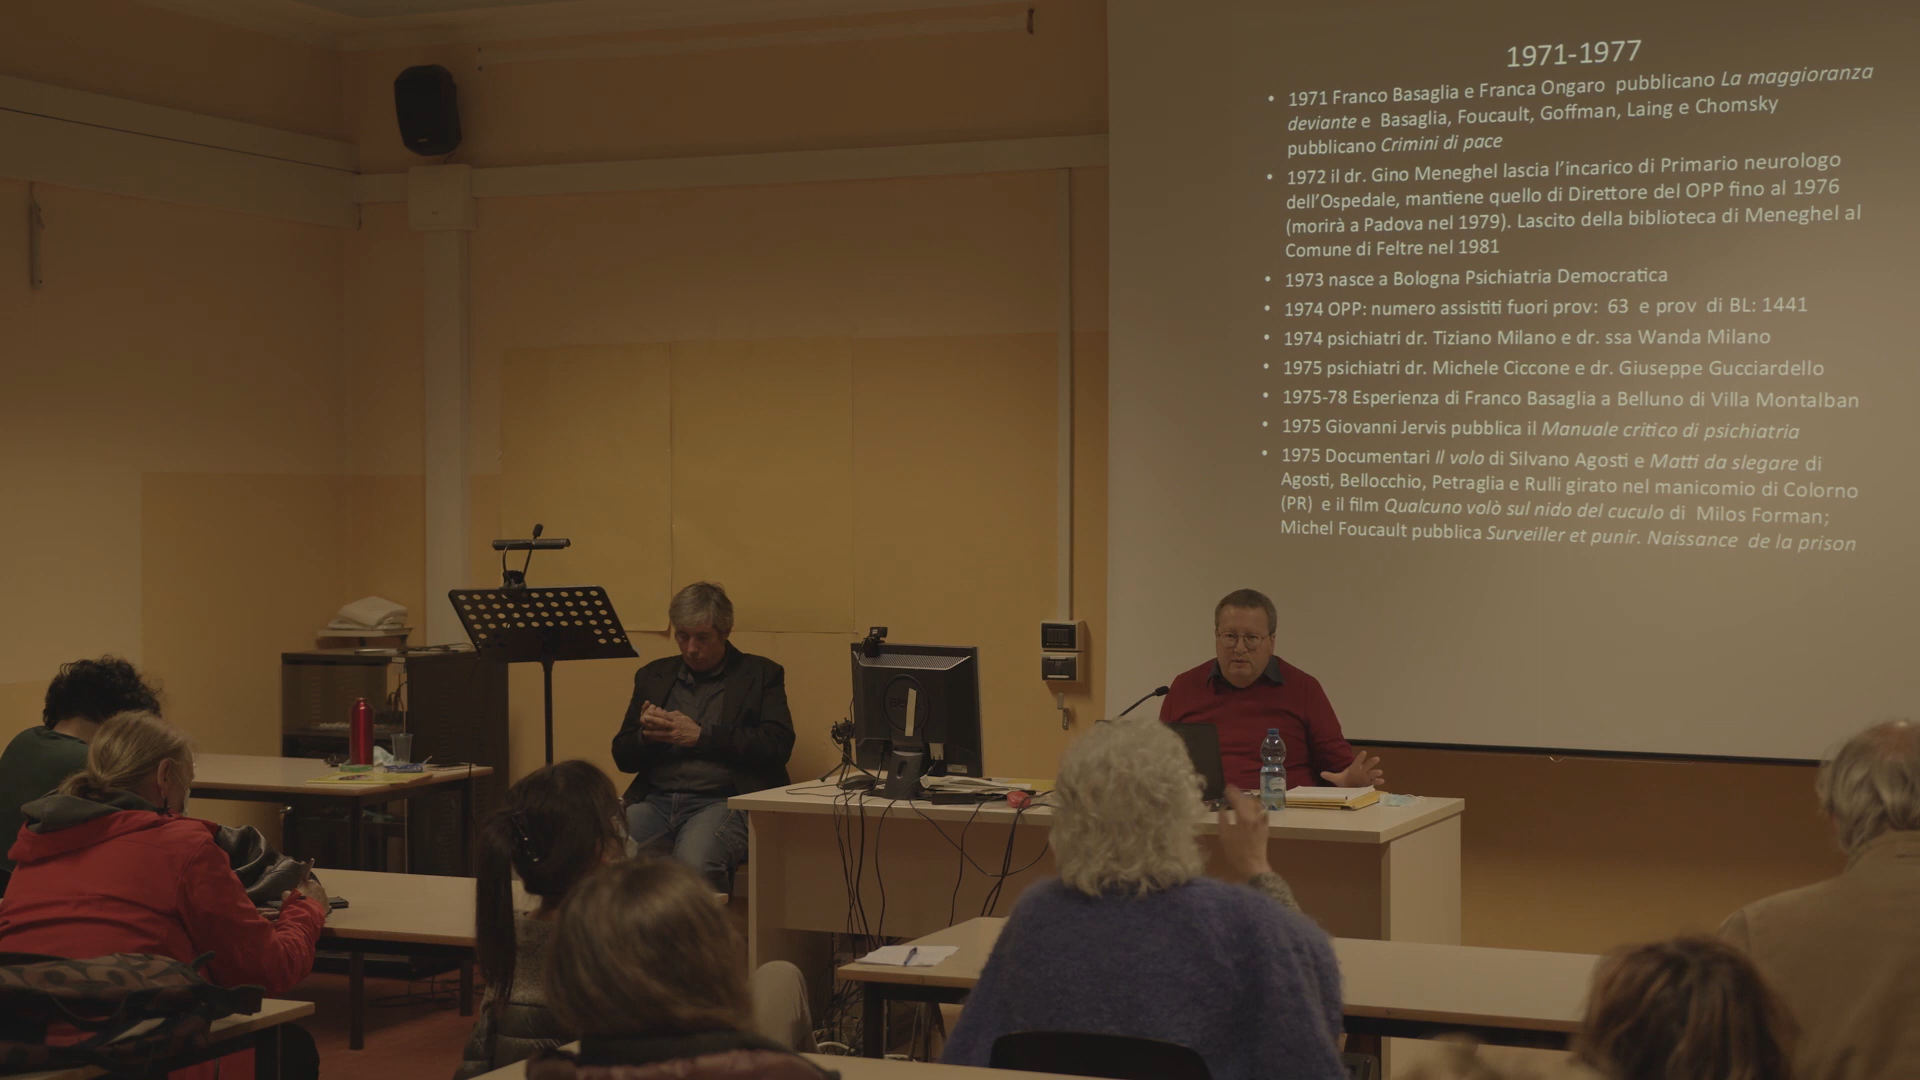 1971-1977
• 1971 Franco Basaglia e Franca Ongaro pubblicano La maggioranza
deviante e Basaglia, Foucault, Goffman, Laing e Chomsky
pubblicano Crimini di pace
• 1972 il dr. Gino Meneghel lascia l'incarico di Primario neurologo
dell'Ospedale, mantiene quello di Direttore del OPP fino al 1976
(morirà a Padova nel 1979). Lascito della biblioteca di Meneghel al
Comune di Feltre nel 1981
• 1973 nasce a Bologna Psichiatria Democratica
• 1974 OPP: numero assistiti fuori prov: 63 e prov di BL: 1441
• 1974 psichiatri dr. Tiziano Milano e dr. ssa Wanda Milano
• 1975 psichiatri dr. Michele Ciccone e dr. Giuseppe Gucciardello
• 1975-78 Esperienza di Franco Basaglia a Belluno di Villa Montalban
• 1975 Giovanni Jervis pubblica il Manuale critico di psichiatria
• 1975 Documentari Il volo di Silvano Agosti e Matti da slegare di
Agosti, Bellocchio, Petraglia e Rulli girato nel manicomio di Colorno
(PR) e il film Qualcuno volò sul nido del cuculo di Milos Forman;
Michel Foucault pubblica Surveiller et punir. Naissance de la prison